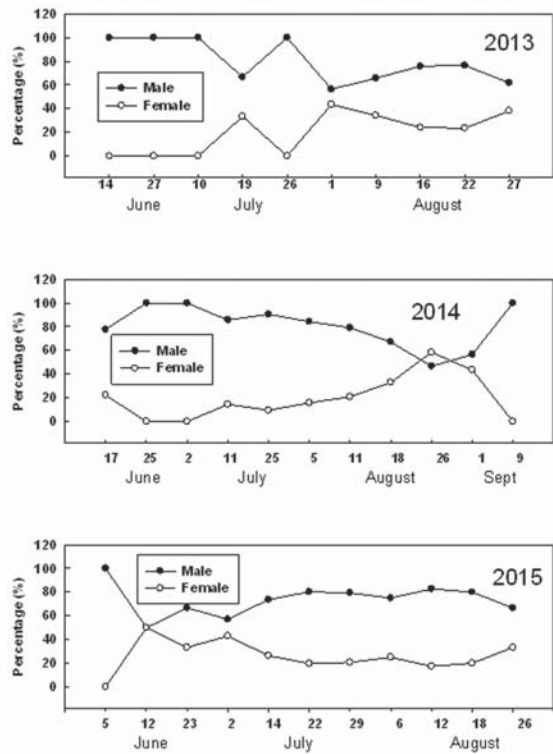 120
100
80
60
40
20
0
Percentage (%)
2013
Male
Female
14 27 10 19 26 1 9 16 22 27
June July August
120
100
80
60
40
20
0
Percentage (%)
2014
Male
Female
17 25 2 11 25 5 11 18 26 1 9
June July August Sept
120
100
80
60
40
20
0
Percentage (%)
2015
Male
Female
5 12 23 2 14 22 29 6 12 18 26
June July August